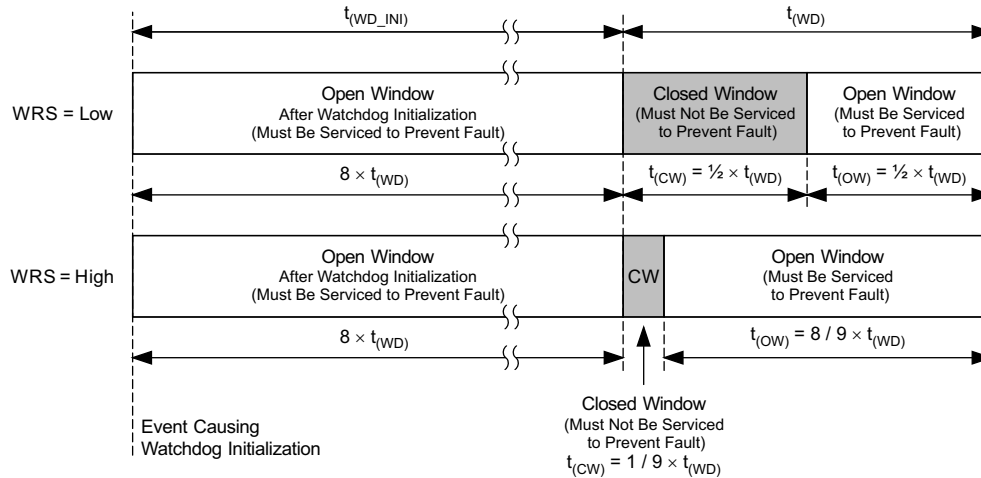 t(WD_INI)
t(WD)
WRS = Low
Open Window
After Watchdog Initialization
(Must Be Serviced to Prevent Fault)
Closed Window
(Must Not Be Serviced
to Prevent Fault)
Open Window
(Must Be Serviced
to Prevent Fault)
8 × t(WD)
t(CW) = ½ × t(WD)
t(OW) = ½ × t(WD)
WRS = High
Open Window
After Watchdog Initialization
(Must Be Serviced to Prevent Fault)
CW
Open Window
(Must Be Serviced
to Prevent Fault)
8 × t(WD)
t(OW) = 8 / 9 × t(WD)
Event Causing
Watchdog Initialization
Closed Window
(Must Not Be Serviced
to Prevent Fault)
t(CW) = 1 / 9 × t(WD)